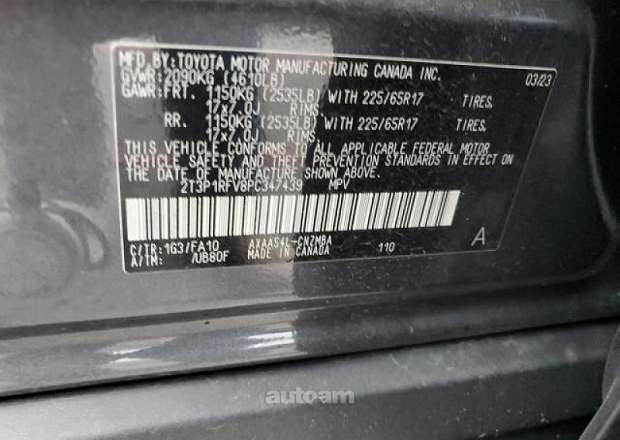 MFD. BY: TOYOTA MOTOR MANUFACTURING CANADA INC.
GVWR: 2090KG (4610LB) 03/23
GAWR: FRT. 1150KG (2535LB) WITH 225/65R17 TIRES,
17x7.0J RIMS,
RR. 1150KG (2535LB) WITH 225/65R17 TIRES,
17x7.0J RIMS,
THIS VEHICLE CONFORMS TO ALL APPLICABLE FEDERAL MOTOR
VEHICLE SAFETY AND THEFT PREVENTION STANDARDS IN EFFECT ON
THE DATE OF MANUFACTURE SHOWN ABOVE.
2T3P1RFV8PC347439 MPV
C/TR: 1G3/FA10 AXAA54L-CNZMBA 110 A
A/TM: /UB80F MADE IN CANADA
autoam